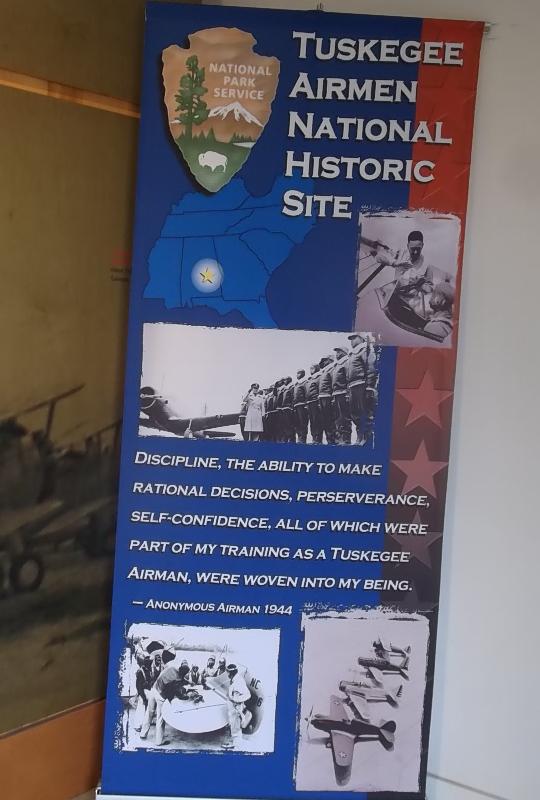 NATIONAL
PARK
SERVICE
TUSKEGEE
AIRMEN
NATIONAL
HISTORIC
SITE
DISCIPLINE, THE ABILITY TO MAKE
RATIONAL DECISIONS, PERSERVERANCE,
SELF-CONFIDENCE, ALL OF WHICH WERE
PART OF MY TRAINING AS A TUSKEGEE
AIRMAN, WERE WOVEN INTO MY BEING.
— ANONYMOUS AIRMAN 1944